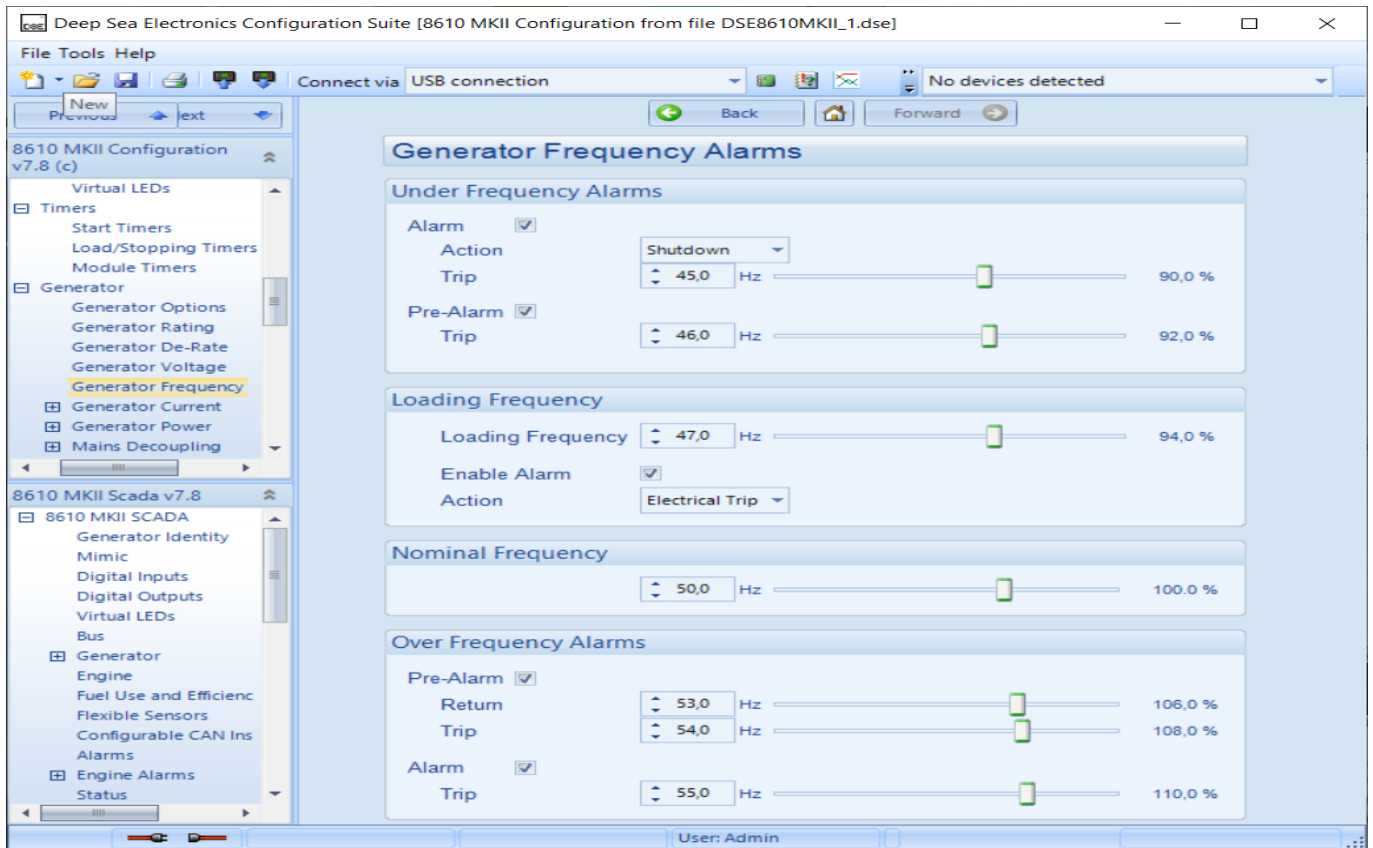 DSE Deep Sea Electronics Configuration Suite [8610 MKII Configuration from file DSE8610MKII_1.dse]
File Tools Help
Connect via USB connection No devices detected
New
Previous ext
Back Forward
8610 MKII Configuration
v7.8 (c)
Virtual LEDs
Timers
Start Timers
Load/Stopping Timers
Module Timers
Generator
Generator Options
Generator Rating
Generator De-Rate
Generator Voltage
Generator Frequency
Generator Current
Generator Power
Mains Decoupling
8610 MKII Scada v7.8
8610 MKII SCADA
Generator Identity
Mimic
Digital Inputs
Digital Outputs
Virtual LEDs
Bus
Generator
Engine
Fuel Use and Efficienc
Flexible Sensors
Configurable CAN Ins
Alarms
Engine Alarms
Status
Generator Frequency Alarms
Under Frequency Alarms
Alarm
Action Shutdown
Trip 45,0 Hz 90,0 %
Pre-Alarm
Trip 46,0 Hz 92,0 %
Loading Frequency
Loading Frequency 47,0 Hz 94,0 %
Enable Alarm
Action Electrical Trip
Nominal Frequency
50,0 Hz 100.0 %
Over Frequency Alarms
Pre-Alarm
Return 53,0 Hz 106,0 %
Trip 54,0 Hz 108,0 %
Alarm
Trip 55,0 Hz 110,0 %
User: Admin